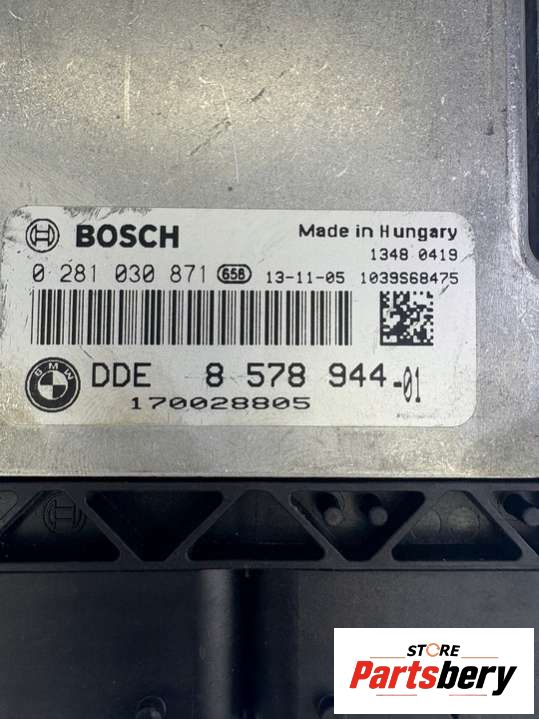 BOSCH Made in Hungary
1348 0419
0 281 030 871 658 13-11-05 1039S68475
BMW DDE 8 578 944-01
170028805
STORE
Partsbery